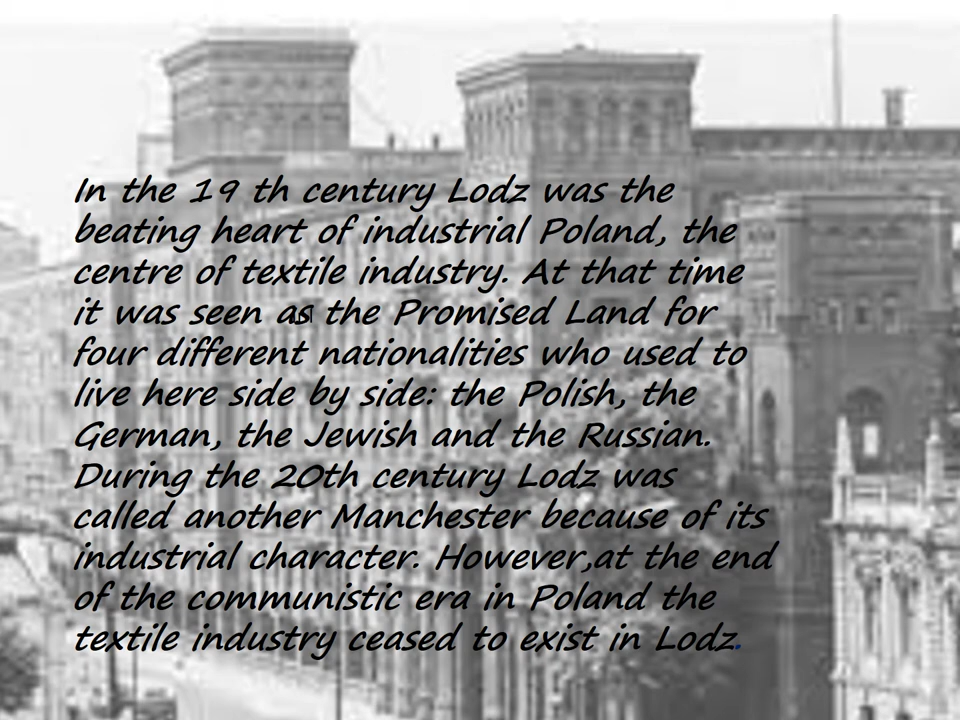 In the 19 th century Lodz was the
beating heart of industrial Poland, the
centre of textile industry. At that time
it was seen as the Promised Land for
four different nationalities who used to
live here side by side: the Polish, the
German, the Jewish and the Russian.
During the 20th century Lodz was
called another Manchester because of its
industrial character. However,at the end
of the communistic era in Poland the
textile industry ceased to exist in Lodz.